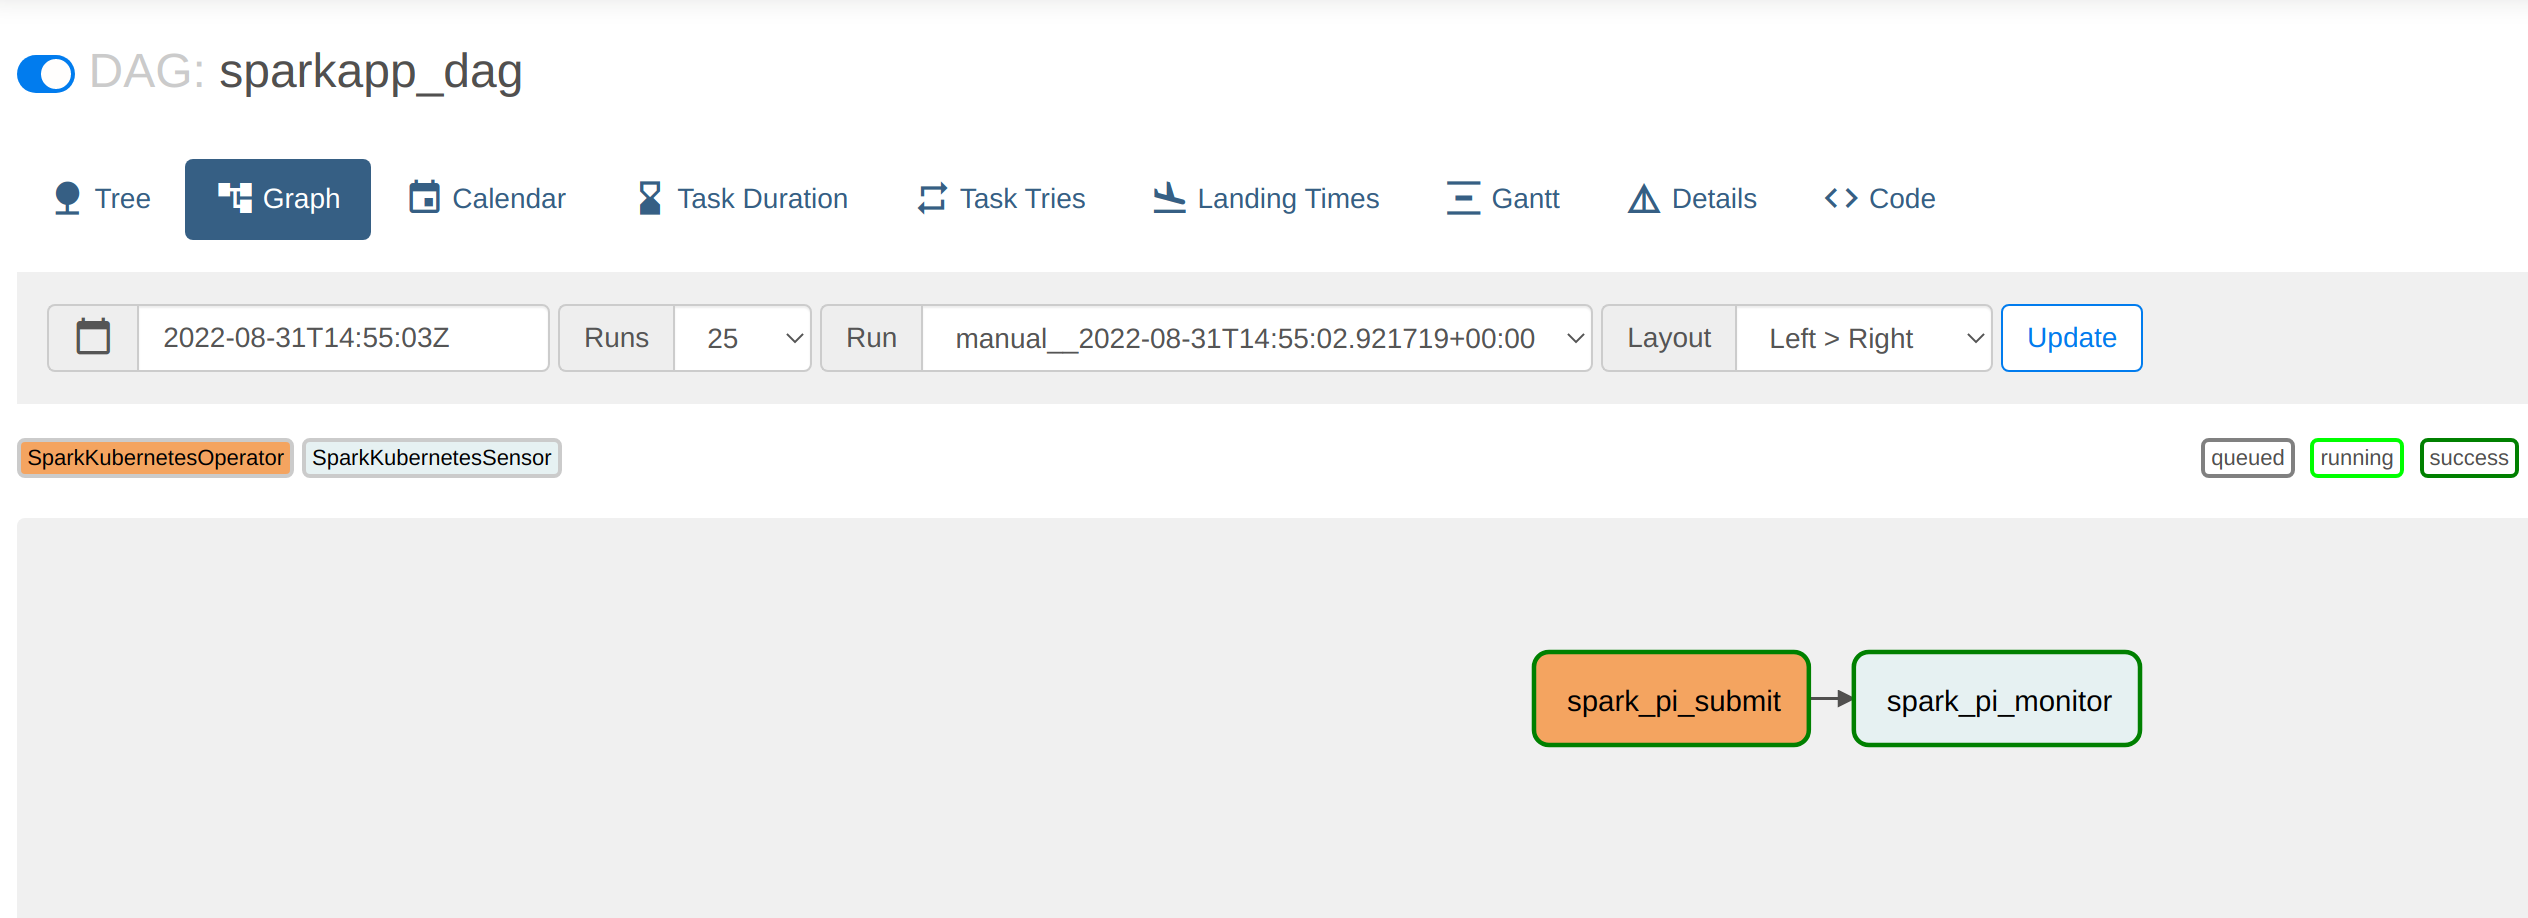 DAG: sparkapp_dag
Tree Graph Calendar Task Duration Task Tries Landing Times Gantt Details Code
2022-08-31T14:55:03Z Runs 25 Run manual__2022-08-31T14:55:02.921719+00:00 Layout Left > Right Update
SparkKubernetesOperator SparkKubernetesSensor queued running success
spark_pi_submit spark_pi_monitor